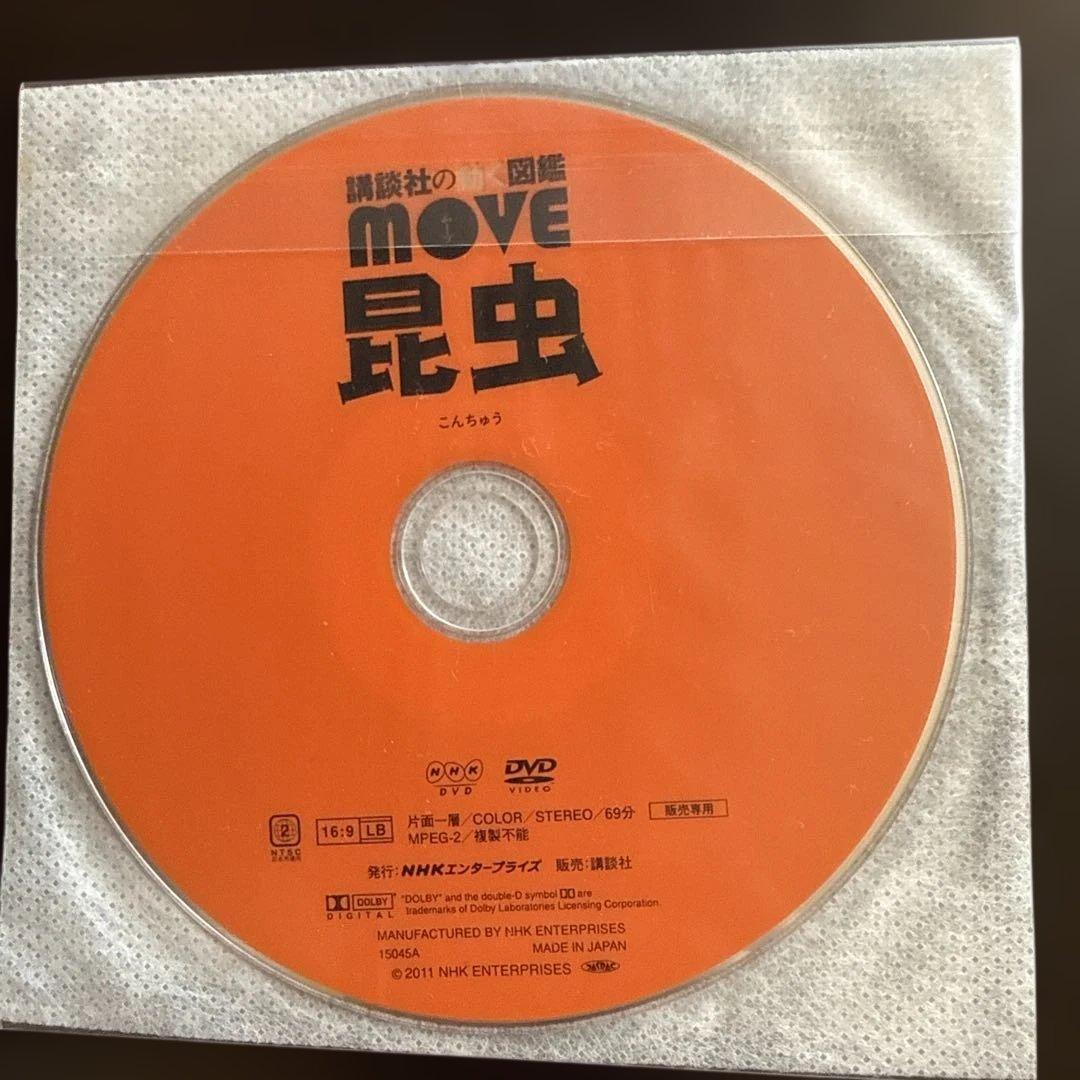 講談社の動く図鑑
MOVE
昆虫
こんちゅう
NHK DVD
DVD VIDEO
2 NTSC
16:9 LB
片面一層/COLOR/STEREO/69分 販売専用
MPEG-2/複製不能
発行:NHKエンタープライズ 販売:講談社
DOLBY DIGITAL
"DOLBY" and the double-D symbol are
trademarks of Dolby Laboratories Licensing Corporation.
MANUFACTURED BY NHK ENTERPRISES
15045A MADE IN JAPAN
©2011 NHK ENTERPRISES